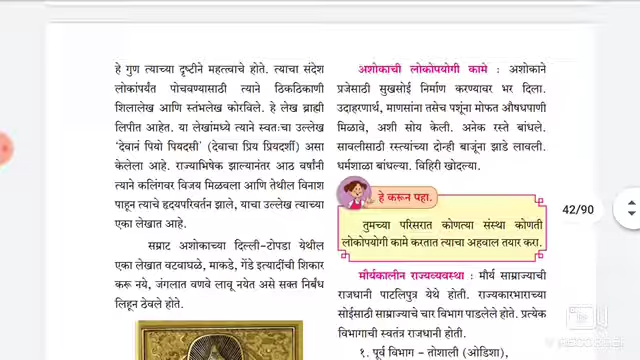 हे गुण त्याच्या दृष्टीने महत्त्वाचे होते. त्याचा संदेश
लोकांपर्यंत पोचवण्यासाठी त्याने ठिकठिकाणी
शिलालेख आणि स्तंभलेख कोरविले. हे लेख ब्राह्मी
लिपीत आहेत. या लेखांमध्ये त्याने स्वतःचा उल्लेख
‘देवानं पियो पियदसी’ (देवाचा प्रिय प्रियदर्शी) असा
केलेला आहे. राज्याभिषेक झाल्यानंतर आठ वर्षांनी
त्याने कलिंगवर विजय मिळवला आणि तेथील विनाश
पाहून त्याचे हृदयपरिवर्तन झाले, याचा उल्लेख त्याच्या
एका लेखात आहे.
सम्राट अशोकाच्या दिल्ली-टोपडा येथील
एका लेखात वटवाघळे, माकडे, गेंडे इत्यादींची शिकार
करू नये, जंगलात वणवे लावू नयेत असे सक्त निर्बंध
लिहून ठेवले होते.
अशोकाची लोकोपयोगी कामे : अशोकाने
प्रजेसाठी सुखसोई निर्माण करण्यावर भर दिला.
उदाहरणार्थ, माणसांना तसेच पशूंना मोफत औषधपाणी
मिळावे, अशी सोय केली. अनेक रस्ते बांधले.
सावलीसाठी रस्त्यांच्या दोन्ही बाजूंना झाडे लावली.
धर्मशाळा बांधल्या. विहिरी खोदल्या.
हे करून पहा.
तुमच्या परिसरात कोणत्या संस्था कोणती
लोकोपयोगी कामे करतात त्याचा अहवाल तयार करा.
मौर्यकालीन राज्यव्यवस्था : मौर्य साम्राज्याची
राजधानी पाटलिपुत्र येथे होती. राज्यकारभाराच्या
सोईसाठी साम्राज्याचे चार विभाग पाडलेले होते. प्रत्येक
विभागाची स्वतंत्र राजधानी होती.
१. पूर्व विभाग - तोशाली (ओडिशा),
42/90